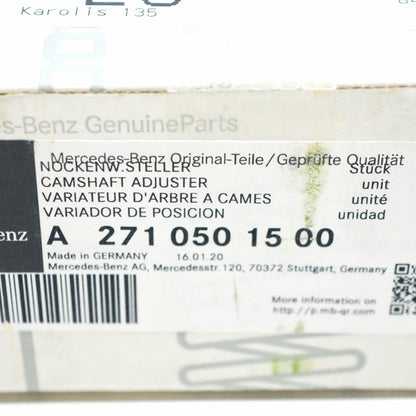 Karolis 135
es-Benz GenuineParts
Mercedes-Benz Original-Teile/Geprüfte Qualität
NOCKENW.STELLER Stück
CAMSHAFT ADJUSTER unit
VARIATEUR D'ARBRE A CAMES unité
VARIADOR DE POSICION unidad
enz A 271 050 15 00
Made in GERMANY 16.01.20
Mercedes-Benz AG, Mercedesstr.120, 70372 Stuttgart, Germany
More information on
http://p.mb-qr.com/